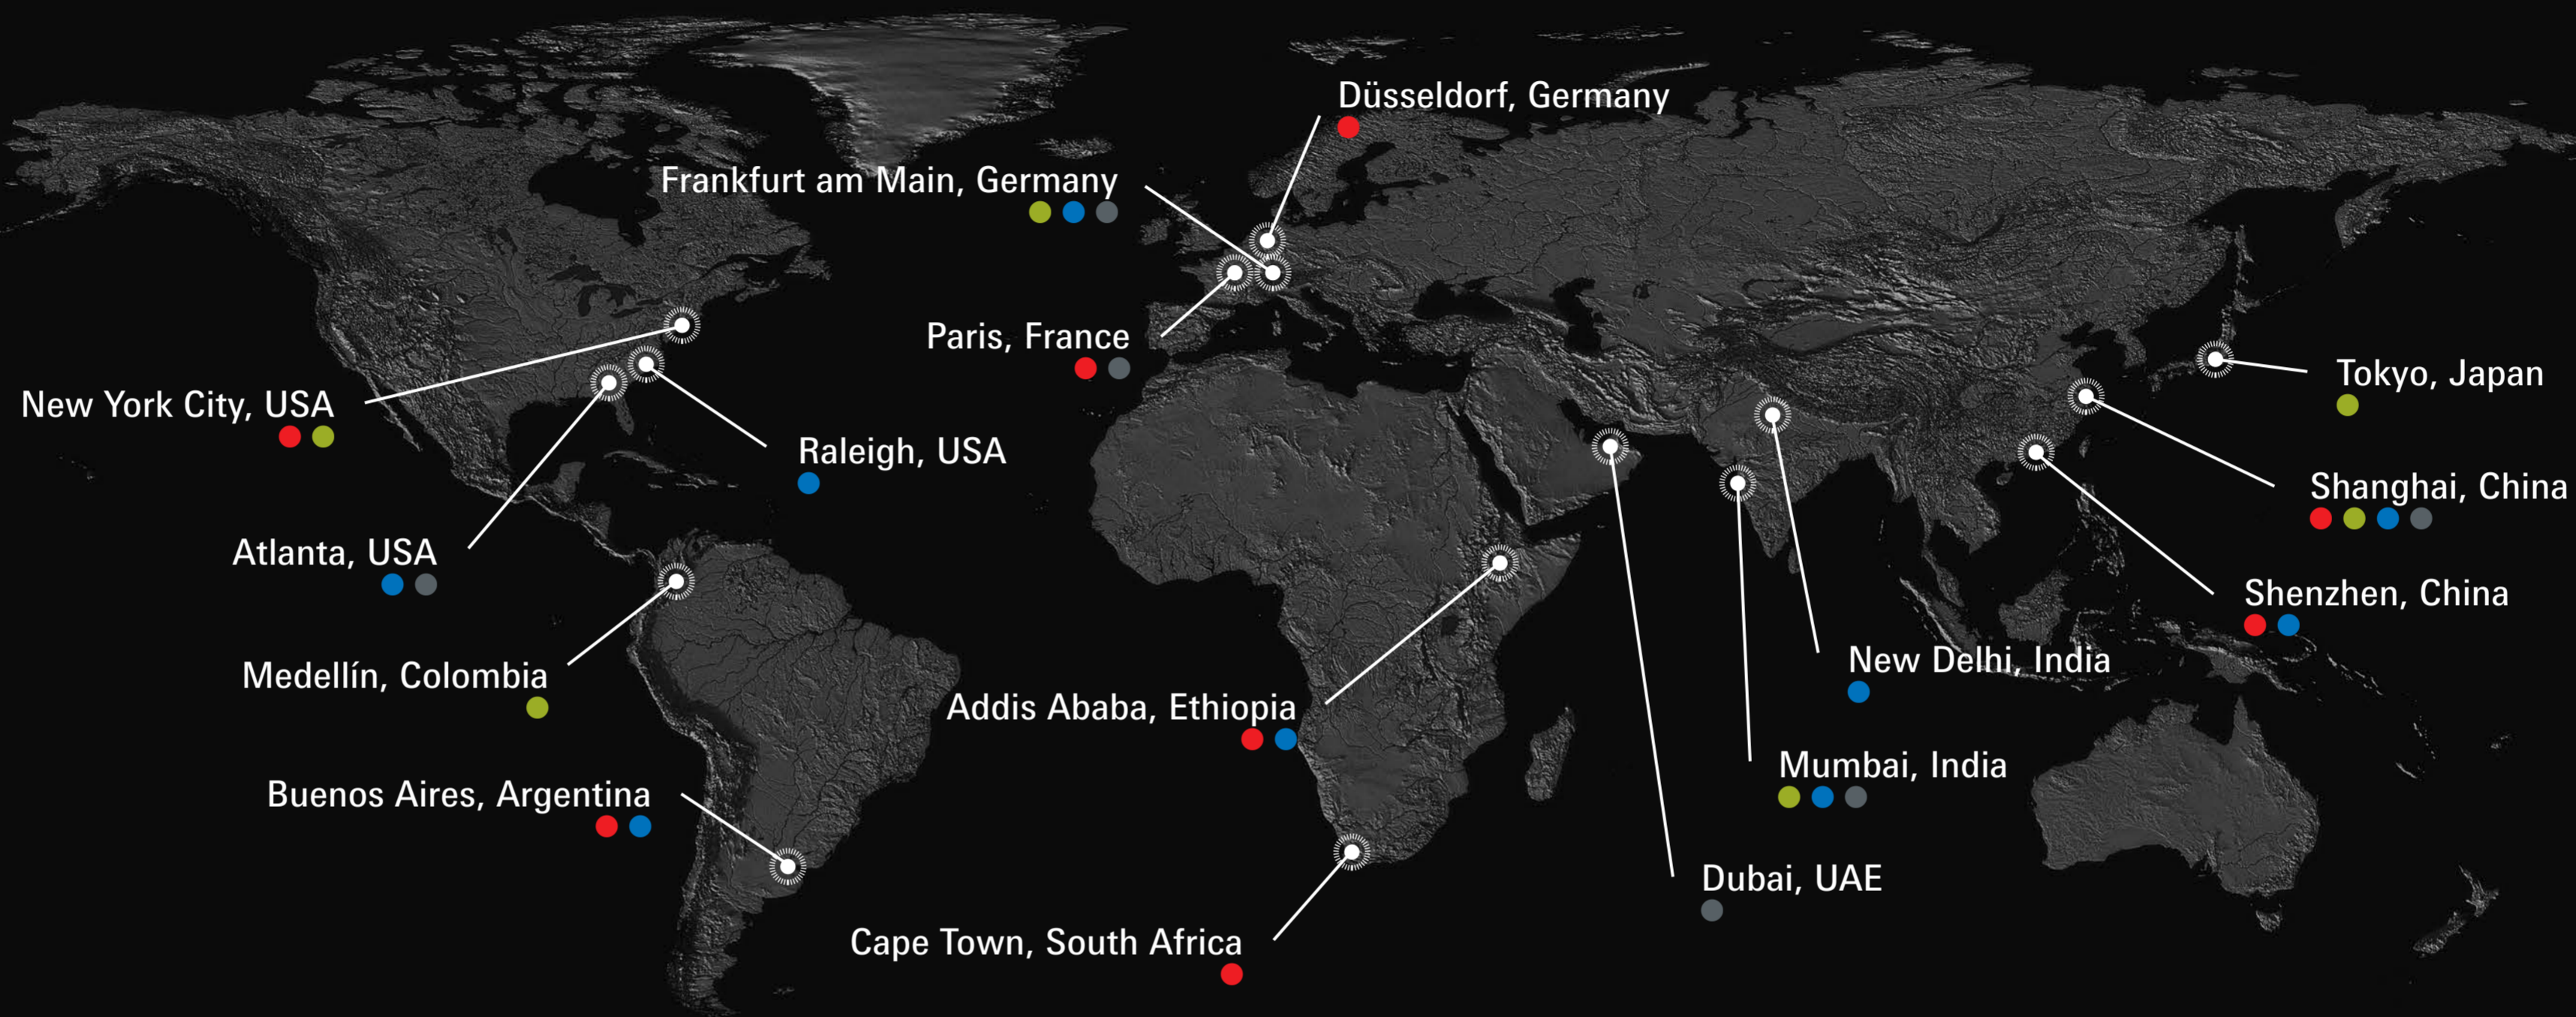 Düsseldorf, Germany
Frankfurt am Main, Germany
Paris, France
New York City, USA
Tokyo, Japan
Raleigh, USA
Shanghai, China
Atlanta, USA
Shenzhen, China
New Delhi, India
Medellín, Colombia
Addis Ababa, Ethiopia
Mumbai, India
Buenos Aires, Argentina
Dubai, UAE
Cape Town, South Africa